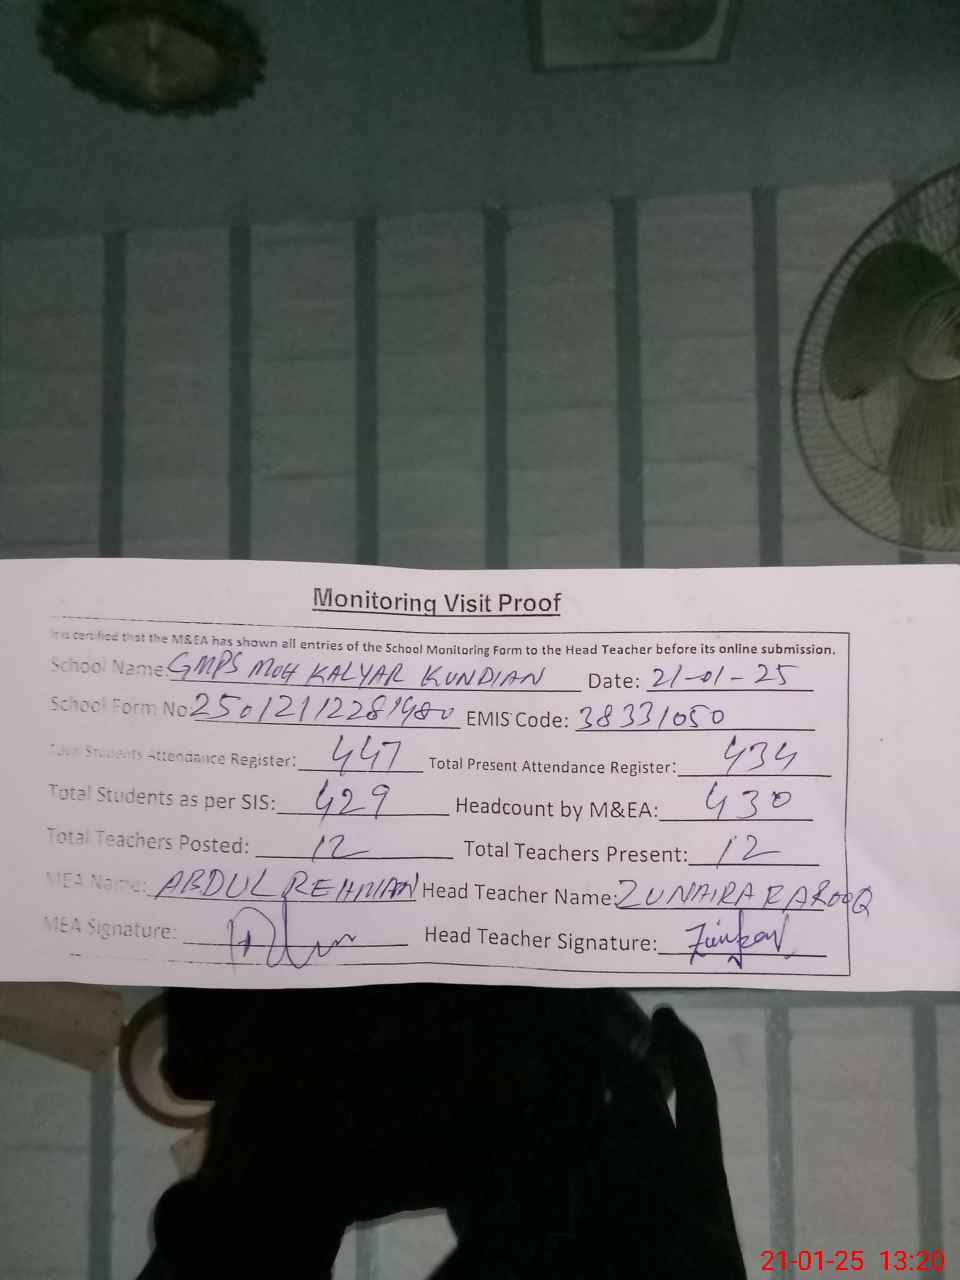 Monitoring Visit Proof
It is certified that the M&EA has shown all entries of the School Monitoring Form to the Head Teacher before its online submission.
School Name: GMPS MOH KALYAR KUNDIAN Date: 21-01-25
School Form No 25012112281980 EMIS Code: 38331050
Total Students Attendance Register: 447 Total Present Attendance Register: 434
Total Students as per SIS: 429 Headcount by M&EA: 430
Total Teachers Posted: 12 Total Teachers Present: 12
MEA Name: ABDUL REHMAN Head Teacher Name: ZUNAIRA FAROOQ
MEA Signature: Head Teacher Signature:
21-01-25 13:20